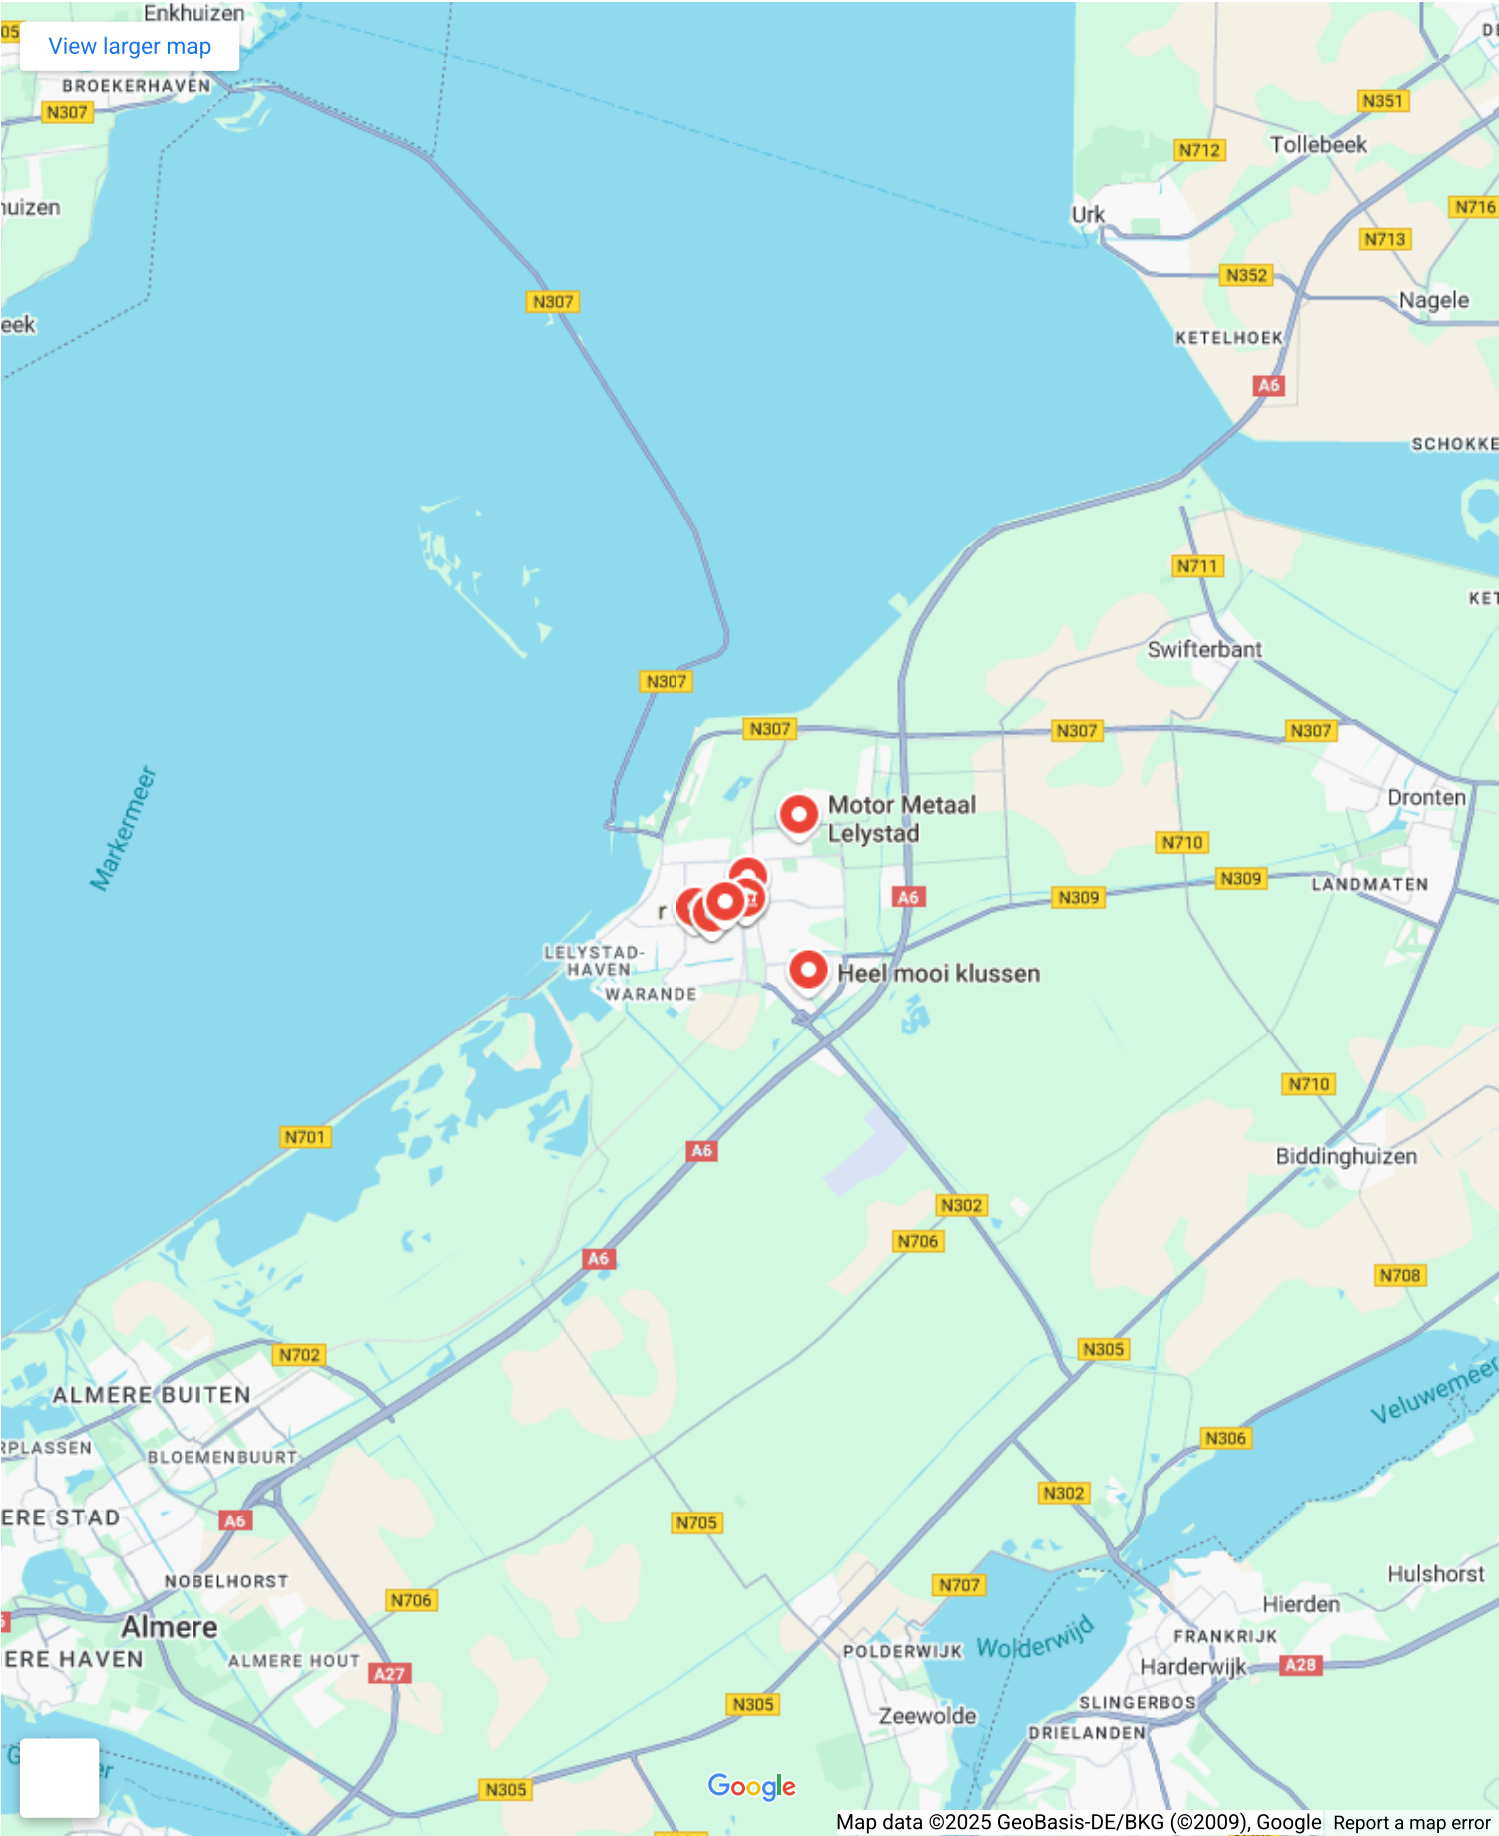 Enkhuizen
View larger map
BROEKERHAVEN
N307
N351
N712
Tollebeek
Urk
N716
N713
N352
Nagele
N307
KETELHOEK
A6
N711
Swifterbant
N307
N307
N307
N307
Markermeer
Motor Metaal
Lelystad
Dronten
N710
N309
LANDMATEN
A6
N309
r
LELYSTAD-
HAVEN
WARANDE
Heel mooi klussen
N710
N701
A6
Biddinghuizen
N302
N706
A6
N708
N702
N305
ALMERE BUITEN
Veluwemeer
N306
RPLASSEN
BLOEMENBUURT
N302
ERE STAD
A6
N705
NOBELHORST
N706
N707
Hulshorst
Hierden
Almere
Wolderwijd
FRANKRIJK
POLDERWIJK
ERE HAVEN
ALMERE HOUT
A27
Harderwijk
A28
SLINGERBOS
N305
Zeewolde
DRIELANDEN
Google
N305
Map data ©2025 GeoBasis-DE/BKG (©2009), Google
Report a map error